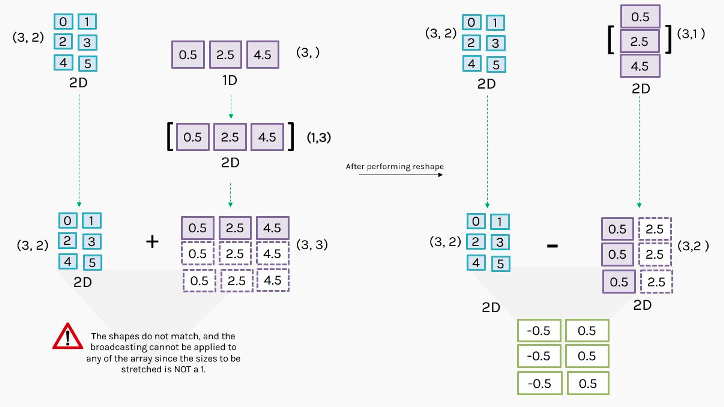 (3, 2)
0 1
2 3
4 5
2D
0.5 2.5 4.5
(3, )
1D
[ 0.5 2.5 4.5 ]
(1,3)
2D
(3, 2)
0 1
2 3
4 5
2D
+
0.5 2.5 4.5
0.5 2.5 4.5
0.5 2.5 4.5
(3, 3)
!
The shapes do not match, and the
broadcasting cannot be applied to
any of the array since the sizes to be
stretched is NOT a 1.
After performing reshape
(3, 2)
0 1
2 3
4 5
2D
0.5
[ 2.5 ]
4.5
(3,1 )
2D
(3, 2)
0 1
2 3
4 5
2D
-
0.5 2.5
0.5 2.5
0.5 2.5
(3,2 )
2D
-0.5 0.5
-0.5 0.5
-0.5 0.5